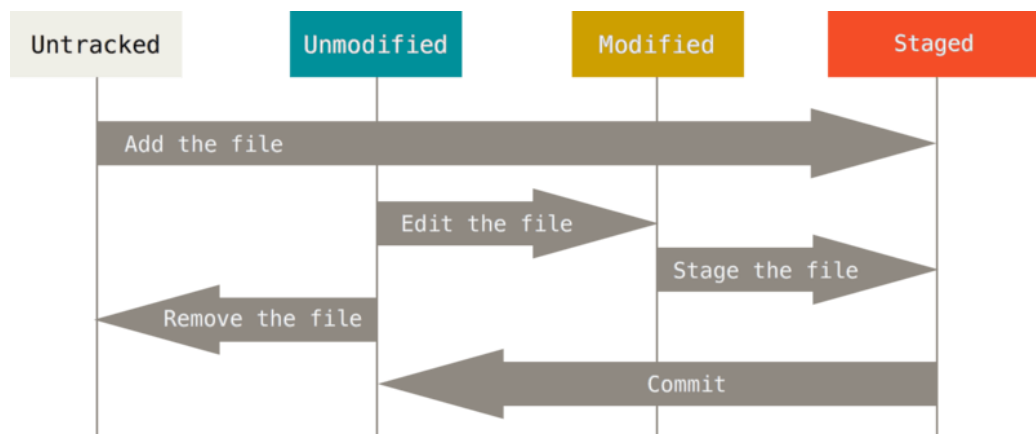 Untracked
Unmodified
Modified
Staged
Add the file
Edit the file
Stage the file
Remove the file
Commit